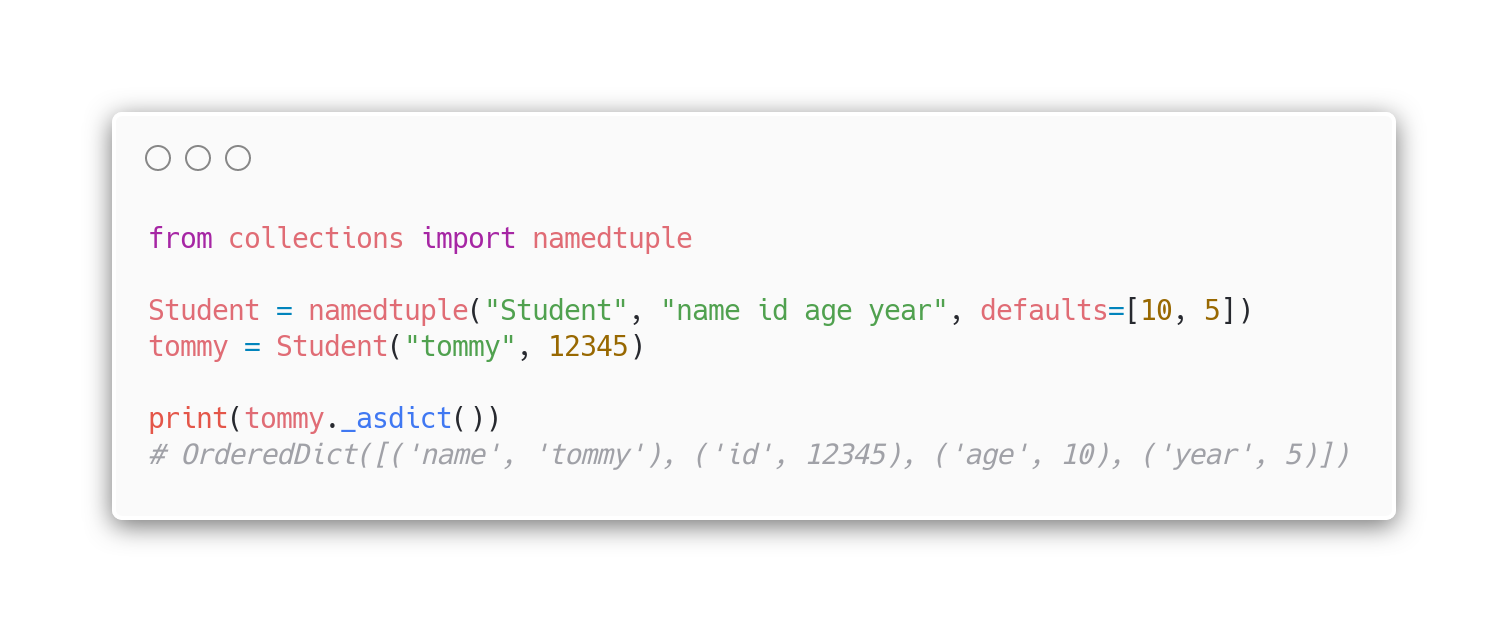 from collections import namedtuple
Student = namedtuple("Student", "name id age year", defaults=[10, 5])
tommy = Student("tommy", 12345)
print(tommy._asdict())
# OrderedDict([('name', 'tommy'), ('id', 12345), ('age', 10), ('year', 5)])